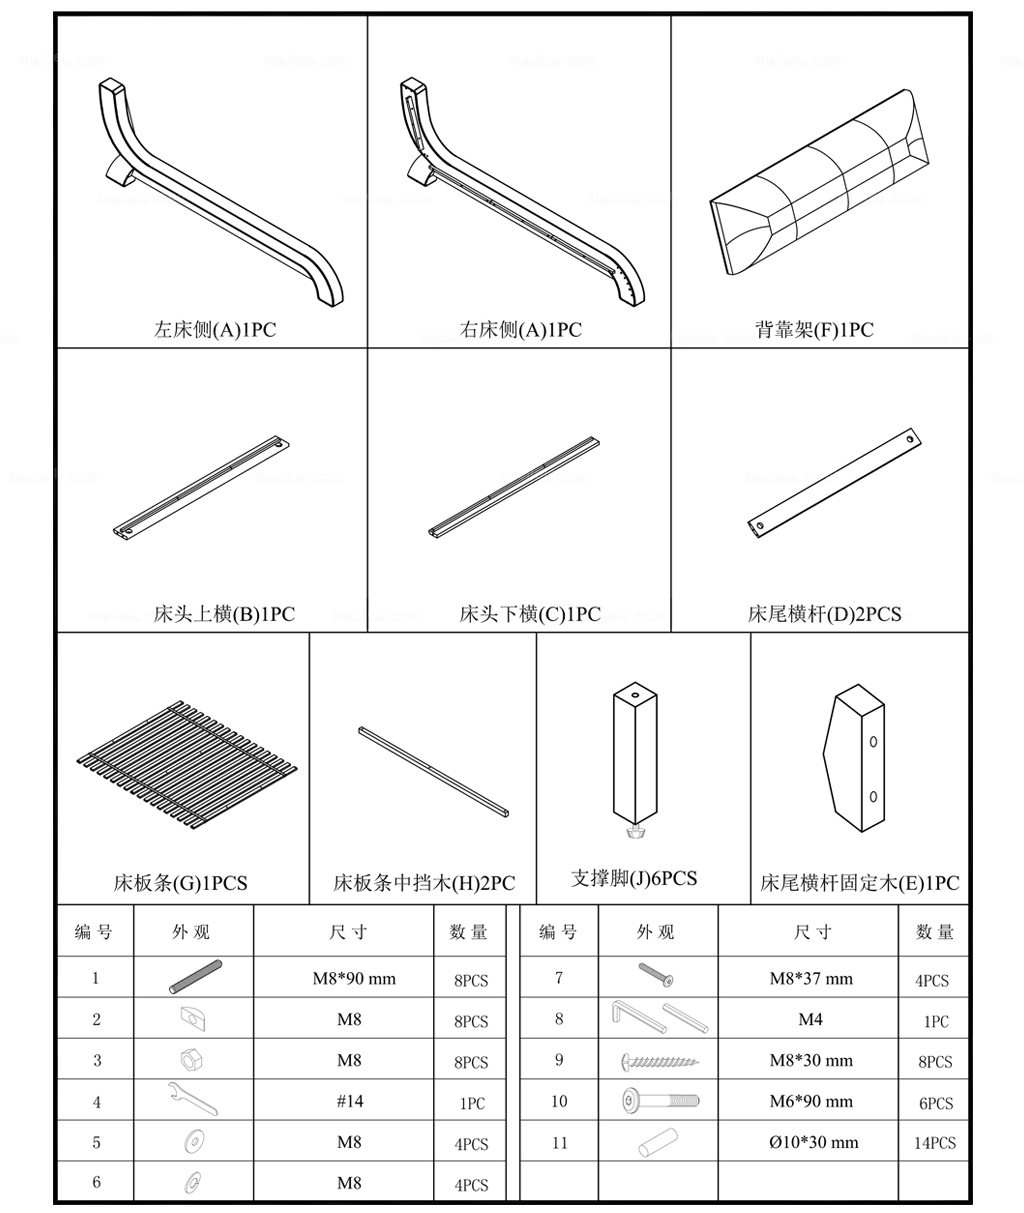 左床侧(A)1PC
右床侧(A)1PC
背靠架(F)1PC
床头上横(B)1PC
床头下横(C)1PC
床尾横杆(D)2PCS
床板条(G)1PCS
床板条中挡木(H)2PC
支撑脚(J)6PCS
床尾横杆固定木(E)1PC
编号 外观 尺寸 数量 编号 外观 尺寸 数量
1 M8*90 mm 8PCS 7 M8*37 mm 4PCS
2 M8 8PCS 8 M4 1PC
3 M8 8PCS 9 M8*30 mm 8PCS
4 #14 1PC 10 M6*90 mm 6PCS
5 M8 4PCS 11 Ø10*30 mm 14PCS
6 M8 4PCS